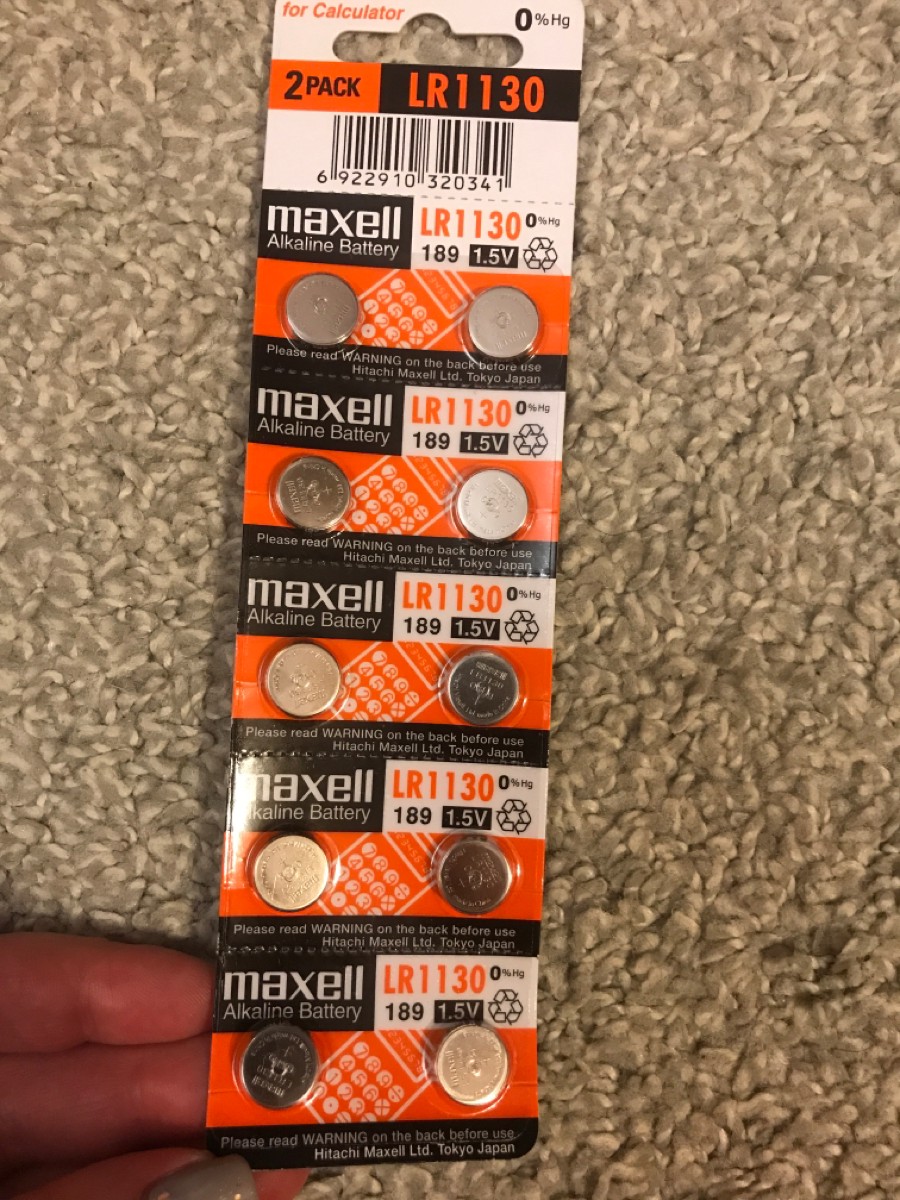 for Calculator
0%Hg
2PACK LR1130
6 922910 320341
maxell LR1130 0%Hg
Alkaline Battery 189 1.5V
Please read WARNING on the back before use
Hitachi Maxell Ltd. Tokyo Japan
maxell LR1130 0%Hg
Alkaline Battery 189 1.5V
Please read WARNING on the back before use
Hitachi Maxell Ltd. Tokyo Japan
maxell LR1130 0%Hg
Alkaline Battery 189 1.5V
LR1130
Please read WARNING on the back before use
Hitachi Maxell Ltd. Tokyo Japan
maxell LR1130 0%Hg
lkaline Battery 189 1.5V
Please read WARNING on the back before use
Hitachi Maxell Ltd. Tokyo Japan
maxell LR1130 0%Hg
Alkaline Battery 189 1.5V
Please read WARNING on the back before use
Hitachi Maxell Ltd. Tokyo Japan